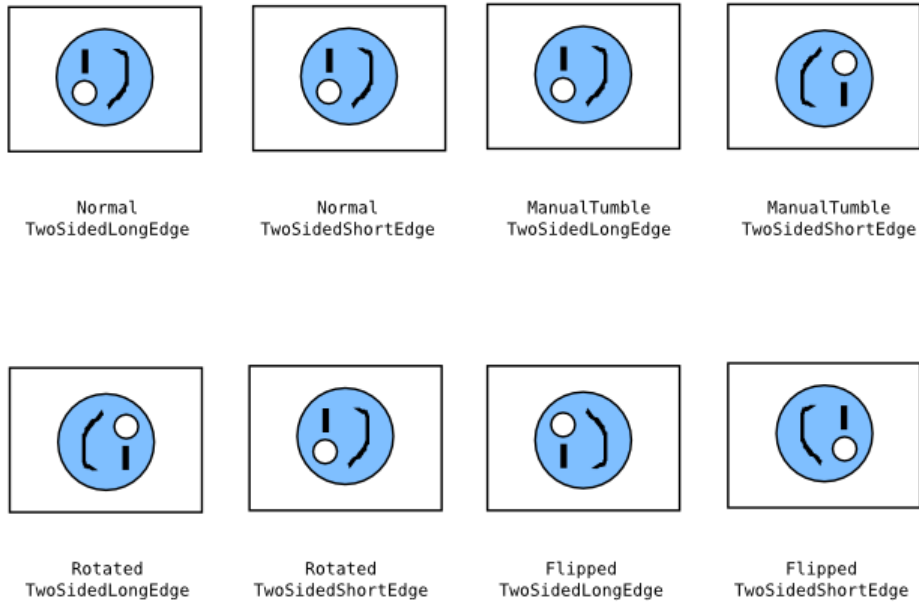 Normal
TwoSidedLongEdge
Normal
TwoSidedShortEdge
ManualTumble
TwoSidedLongEdge
ManualTumble
TwoSidedShortEdge
Rotated
TwoSidedLongEdge
Rotated
TwoSidedShortEdge
Flipped
TwoSidedLongEdge
Flipped
TwoSidedShortEdge